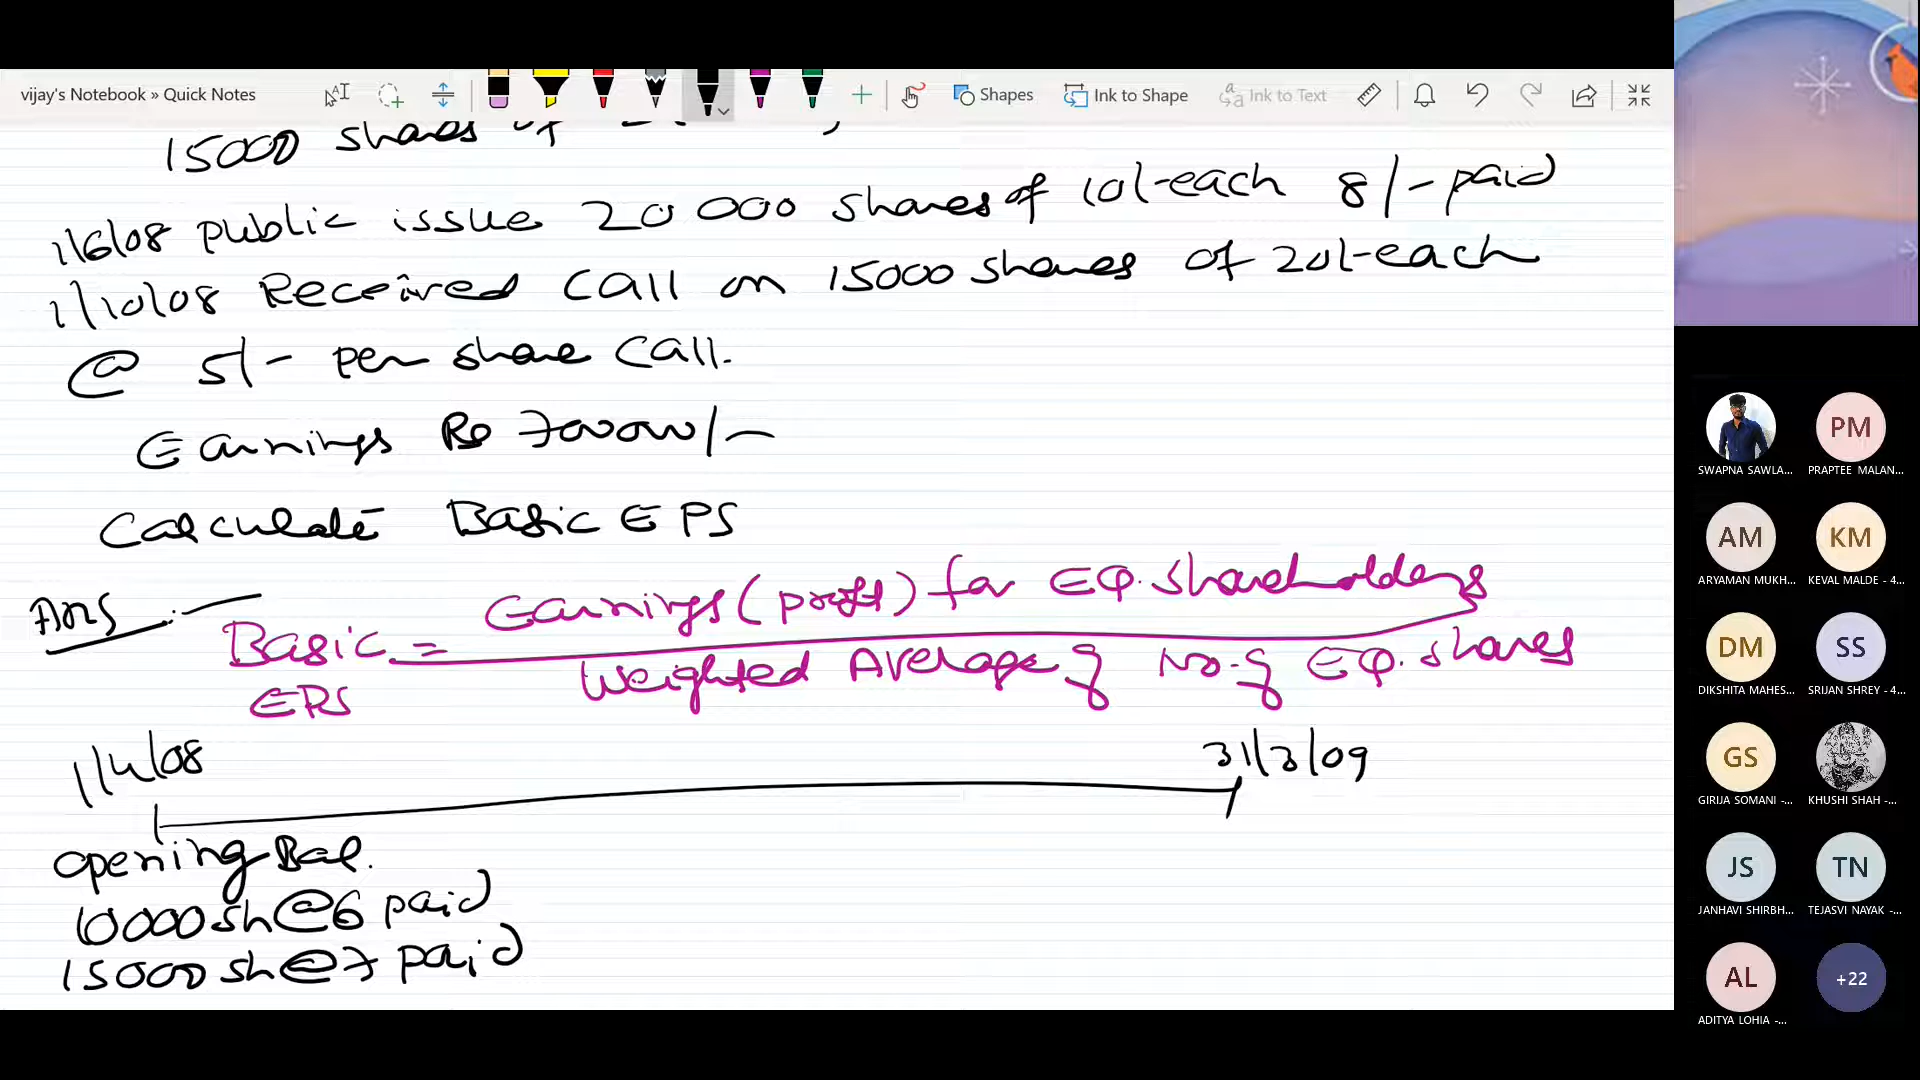 vijay's Notebook » Quick Notes
Shapes
Ink to Shape
Ink to Text
15000 shares of
1/6/08 public issue 20 000 shares of 10/-each 8/- paid
1/10/08 Received call on 15000 shares of 20/-each
@ 5/- per share call.
Earnings Rs 700000/-
Calculate Basic EPS
Ans :-
Basic EPS = Earnings (profit) for EQ. shareholders
Weighted Average of No. of EQ. shares
1/4/08
31/3/09
opening Bal.
10000 sh @ 6 paid
15000 sh @ 7 paid
SWAPNA SAWLA...
PM
PRAPTEE MALAN...
AM
ARYAMAN MUKH...
KM
KEVAL MALDE - 4...
DM
DIKSHITA MAHES...
SS
SRIJAN SHREY - 4...
GS
GIRIJA SOMANI -...
KHUSHI SHAH -...
JS
JANHAVI SHIRBH...
TN
TEJASVI NAYAK -...
AL
ADITYA LOHIA -...
+22